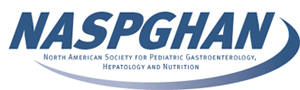 NASPGHAN
North American Society for Pediatric Gastroenterology,
Hepatology and Nutrition